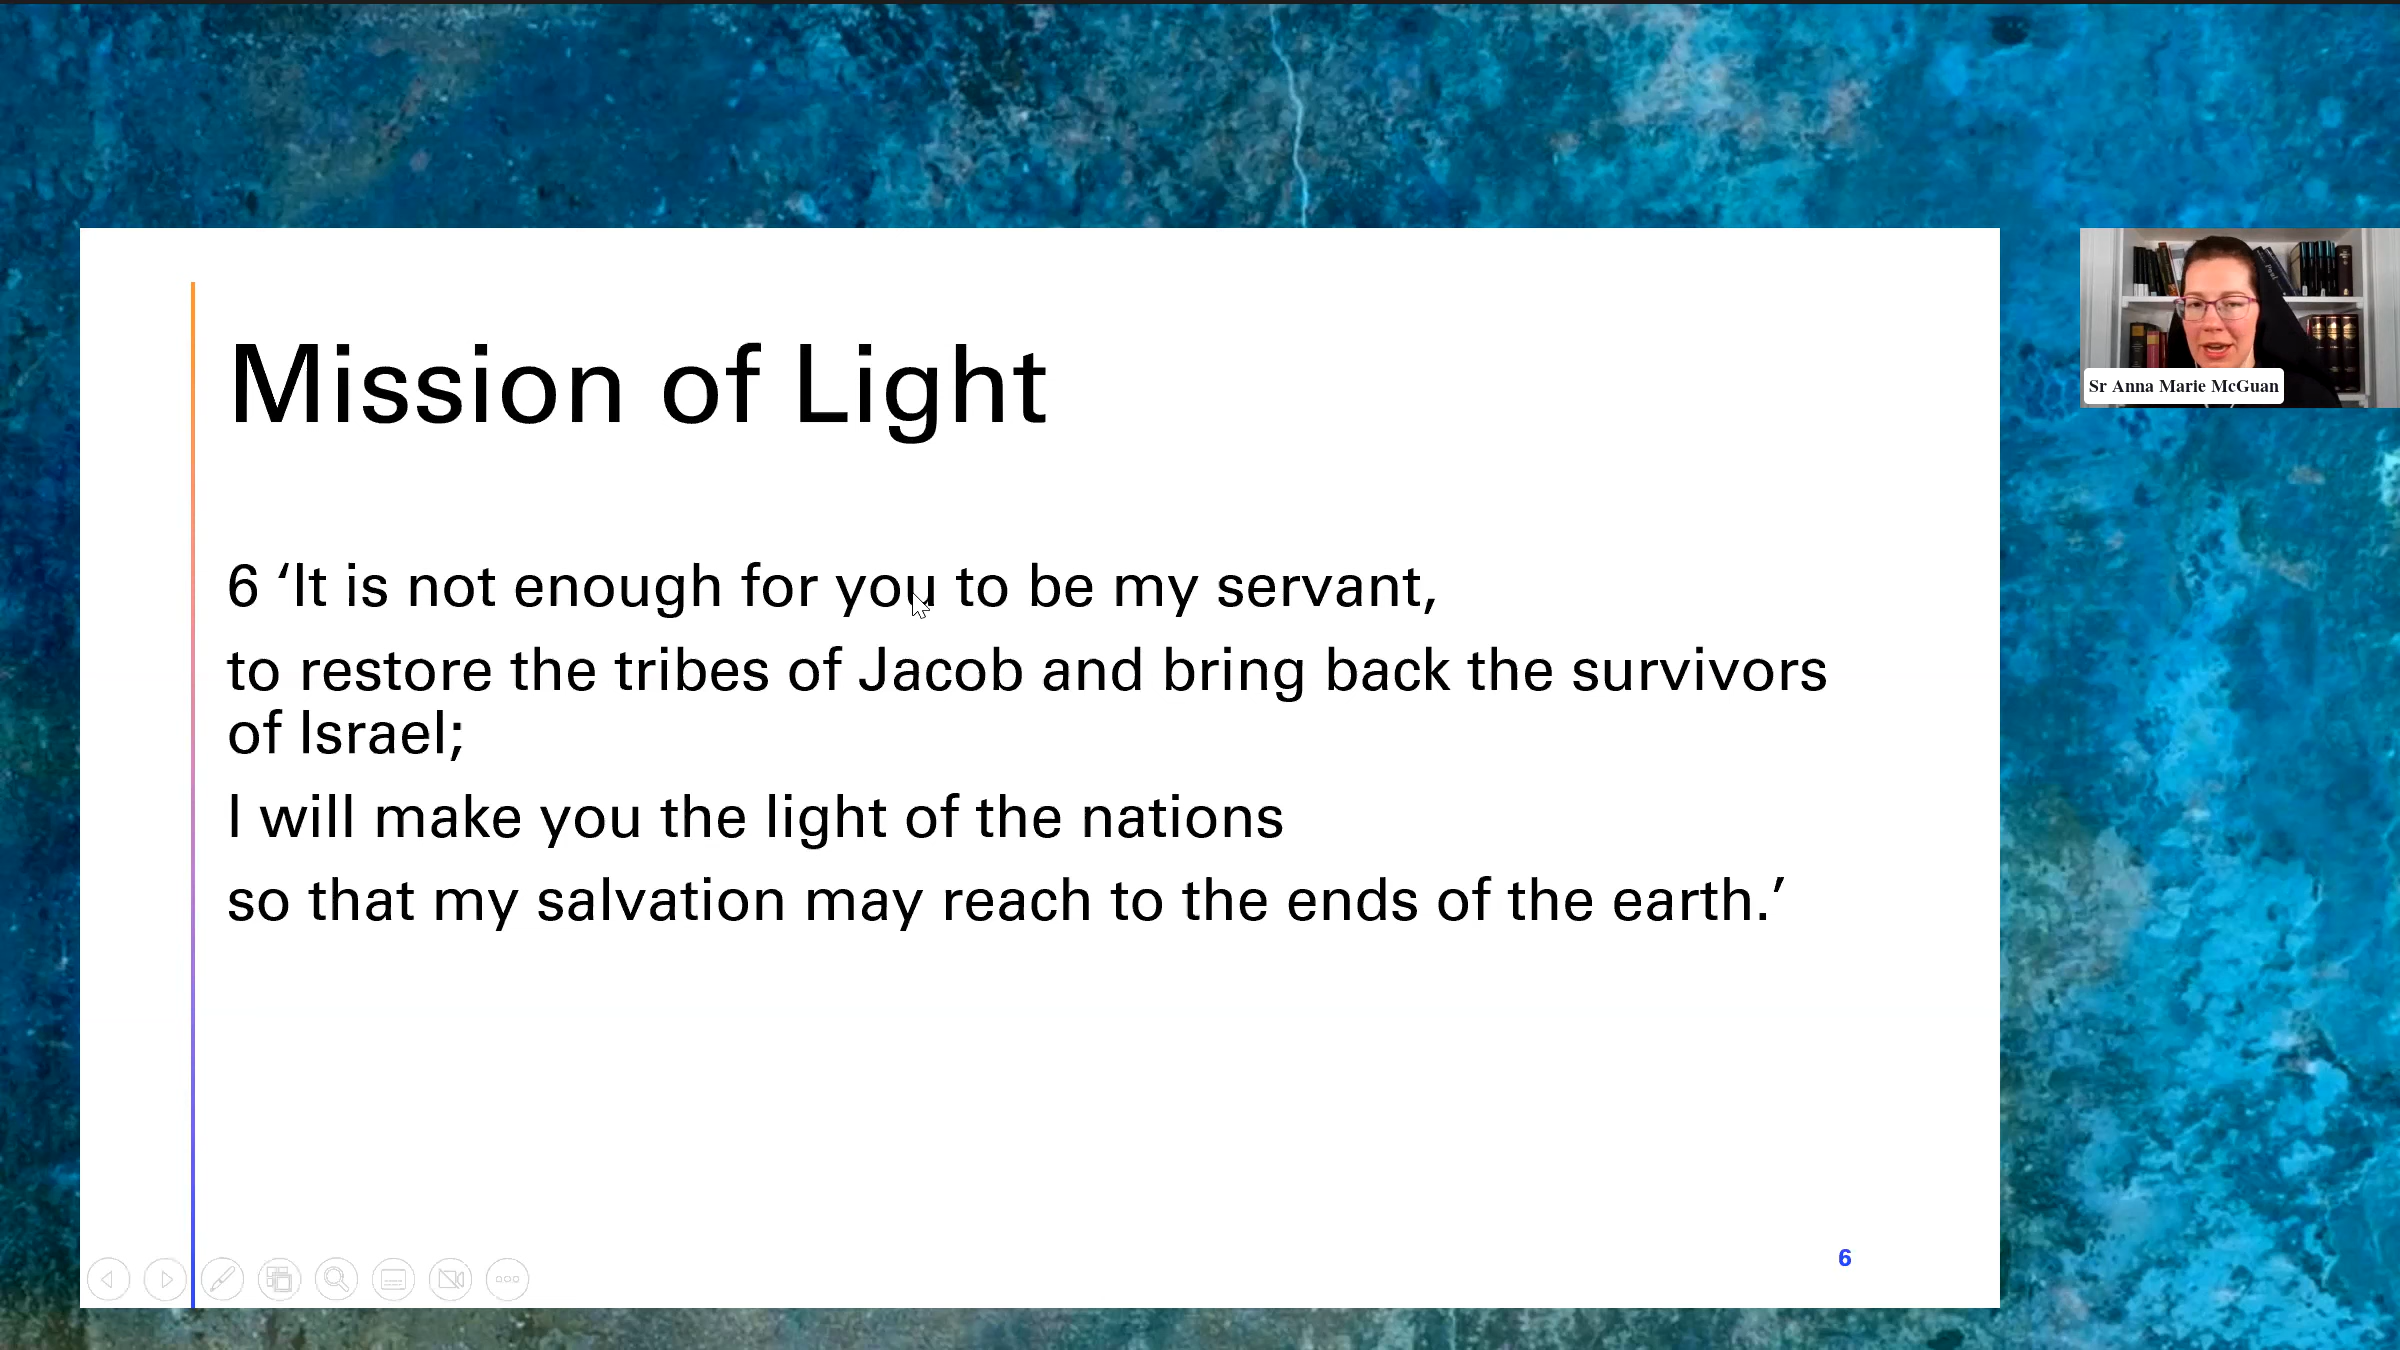 Mission of Light
6 ‘It is not enough for you to be my servant,
to restore the tribes of Jacob and bring back the survivors
of Israel;
I will make you the light of the nations
so that my salvation may reach to the ends of the earth.’
6
Sr Anna Marie McGuan